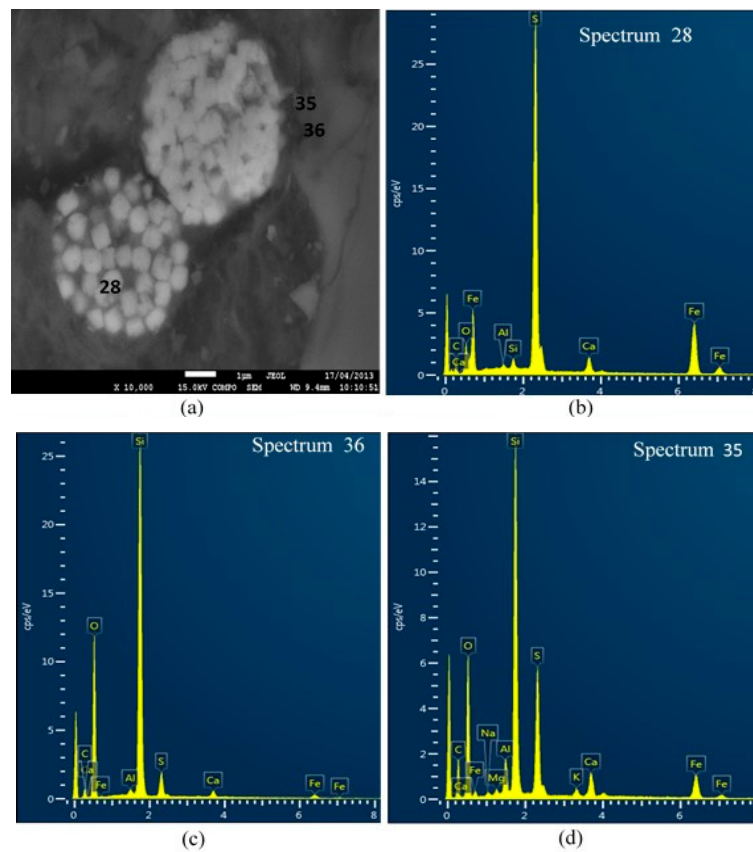 35
36
28
1μm JEOL 17/04/2013
X 10,000 15.0kV COMPO SEM WD 9.4mm 10:10:51
(a)
Spectrum 28
S
25
20
15
10
5
0
cps/eV
Fe
O
C
Ca
Al
Si
Ca
Fe
Fe
0 2 4 6
(b)
Spectrum 36
Si
25
20
15
10
5
0
cps/eV
O
C
Ca
Fe
Al
S
Ca
Fe
Fe
0 2 4 6 8
(c)
Spectrum 35
Si
14
12
10
8
6
4
2
0
cps/eV
O
S
Na
C
Ca
Fe
Mg
Al
K
Ca
Fe
Fe
0 2 4 6
(d)